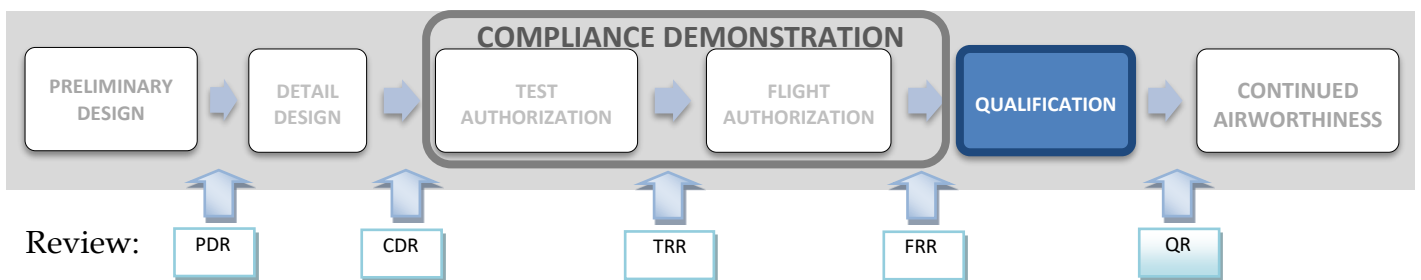 COMPLIANCE DEMONSTRATION
PRELIMINARY
DESIGN
DETAIL
DESIGN
TEST
AUTHORIZATION
FLIGHT
AUTHORIZATION
QUALIFICATION
CONTINUED
AIRWORTHINESS
Review:
PDR
CDR
TRR
FRR
QR